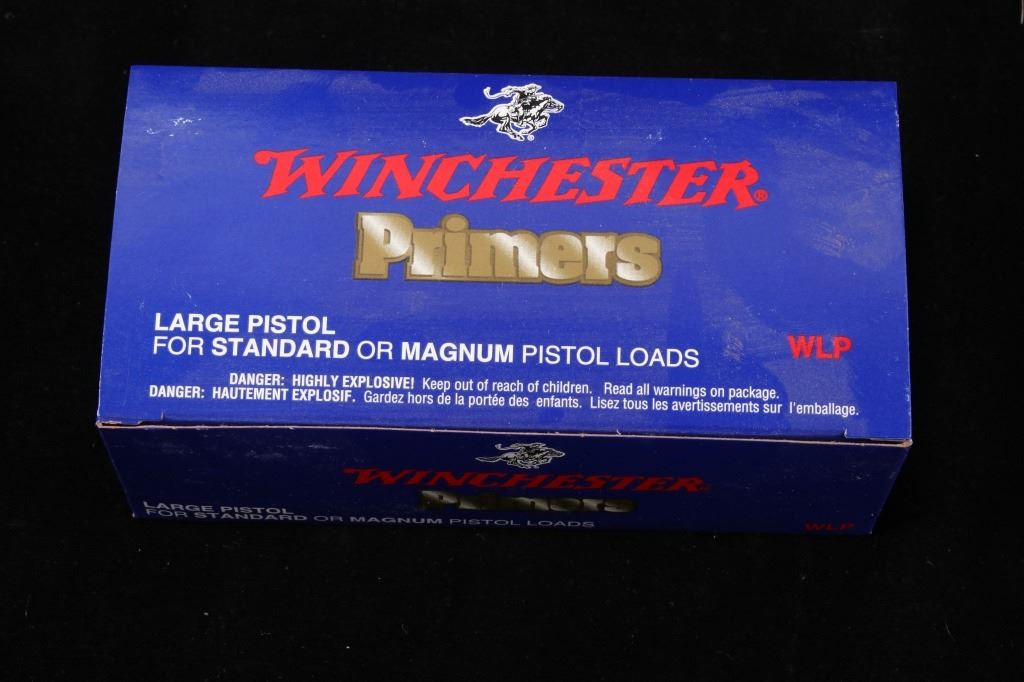 WINCHESTER®
Primers
LARGE PISTOL
FOR STANDARD OR MAGNUM PISTOL LOADS
WLP
DANGER: HIGHLY EXPLOSIVE! Keep out of reach of children. Read all warnings on package.
DANGER: HAUTEMENT EXPLOSIF. Gardez hors de la portée des enfants. Lisez tous les avertissements sur l'emballage.
WINCHESTER®
Primers
LARGE PISTOL
FOR STANDARD OR MAGNUM PISTOL LOADS
WLP